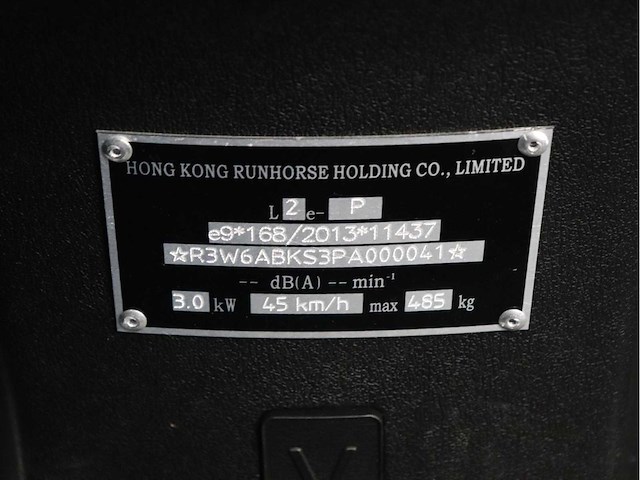 HONG KONG RUNHORSE HOLDING CO., LIMITED
L 2 e- P
e9*168/2013*11437
☆R3W6ABKS3PA000041☆
-- dB(A) -- min⁻¹
3.0 kW 45 km/h max 485 kg